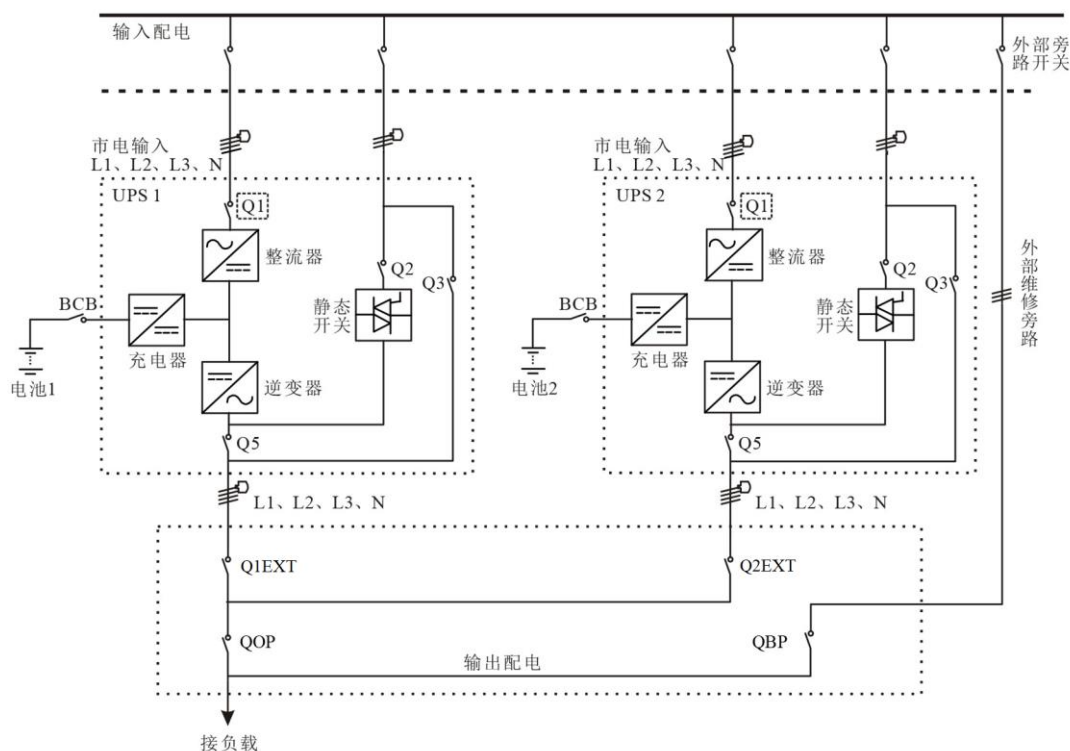 输入配电
外部旁
路开关
市电输入
L1、L2、L3、N
市电输入
L1、L2、L3、N
UPS 1
Q1
整流器
Q2
Q3
BCB
静态
开关
充电器
电池1
逆变器
Q5
L1、L2、L3、N
UPS 2
Q1
整流器
Q2
Q3
BCB
静态
开关
充电器
电池2
逆变器
Q5
L1、L2、L3、N
外部维修旁路
Q1EXT
Q2EXT
QOP
QBP
输出配电
接负载